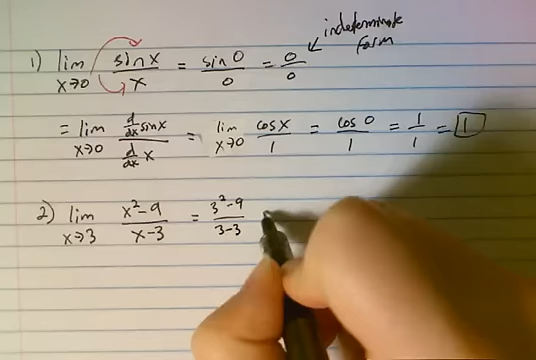 indeterminate
form
1) lim x→0 sin x / x = sin 0 / 0 = 0/0
= lim x→0 d/dx sin x / d/dx x = lim x→0 cos x / 1 = cos 0 / 1 = 1/1 = 1
2) lim x→3 x²-9 / x-3 = 3²-9 / 3-3